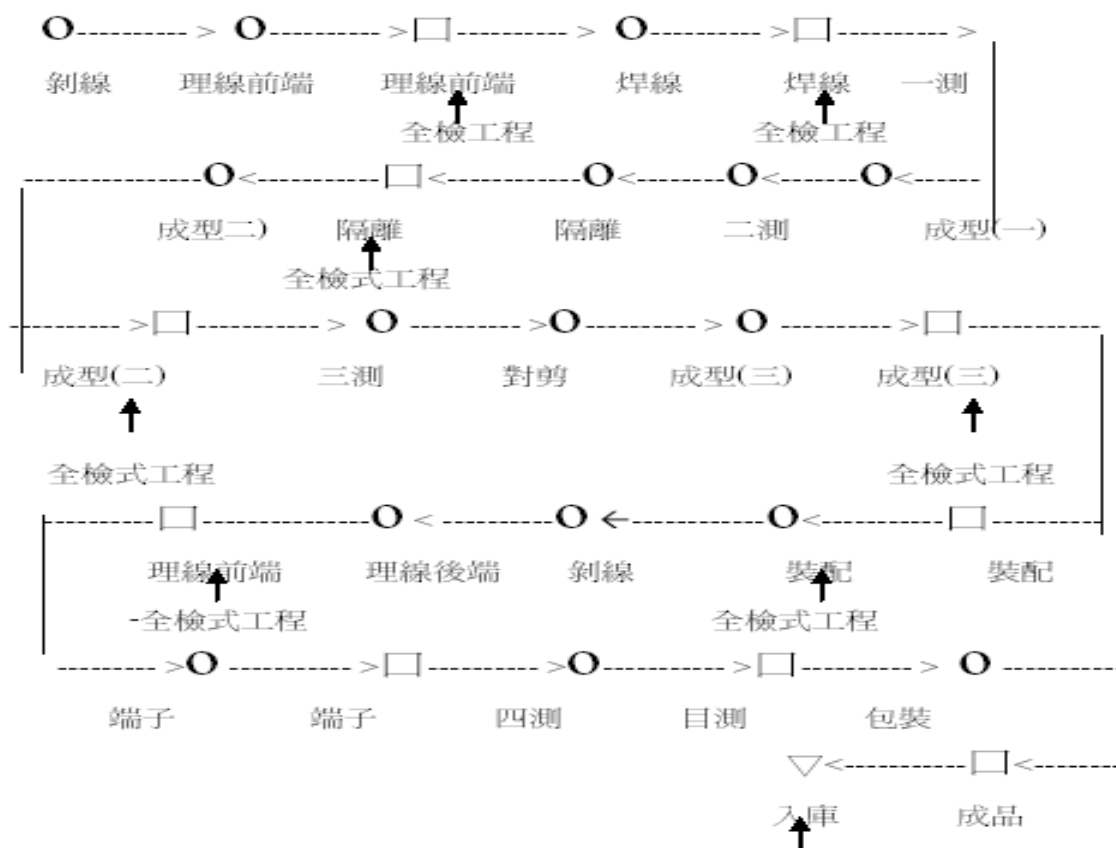 剝線 理線前端 理線前端 焊線 焊線 一測
全檢工程 全檢工程
成型二) 隔離 隔離 二測 成型(一)
全檢式工程
成型(二) 三測 對剪 成型(三) 成型(三)
全檢式工程 全檢式工程
理線前端 理線後端 剝線 裝配 裝配
-全檢式工程 全檢式工程
端子 端子 四測 目測 包裝
入庫 成品